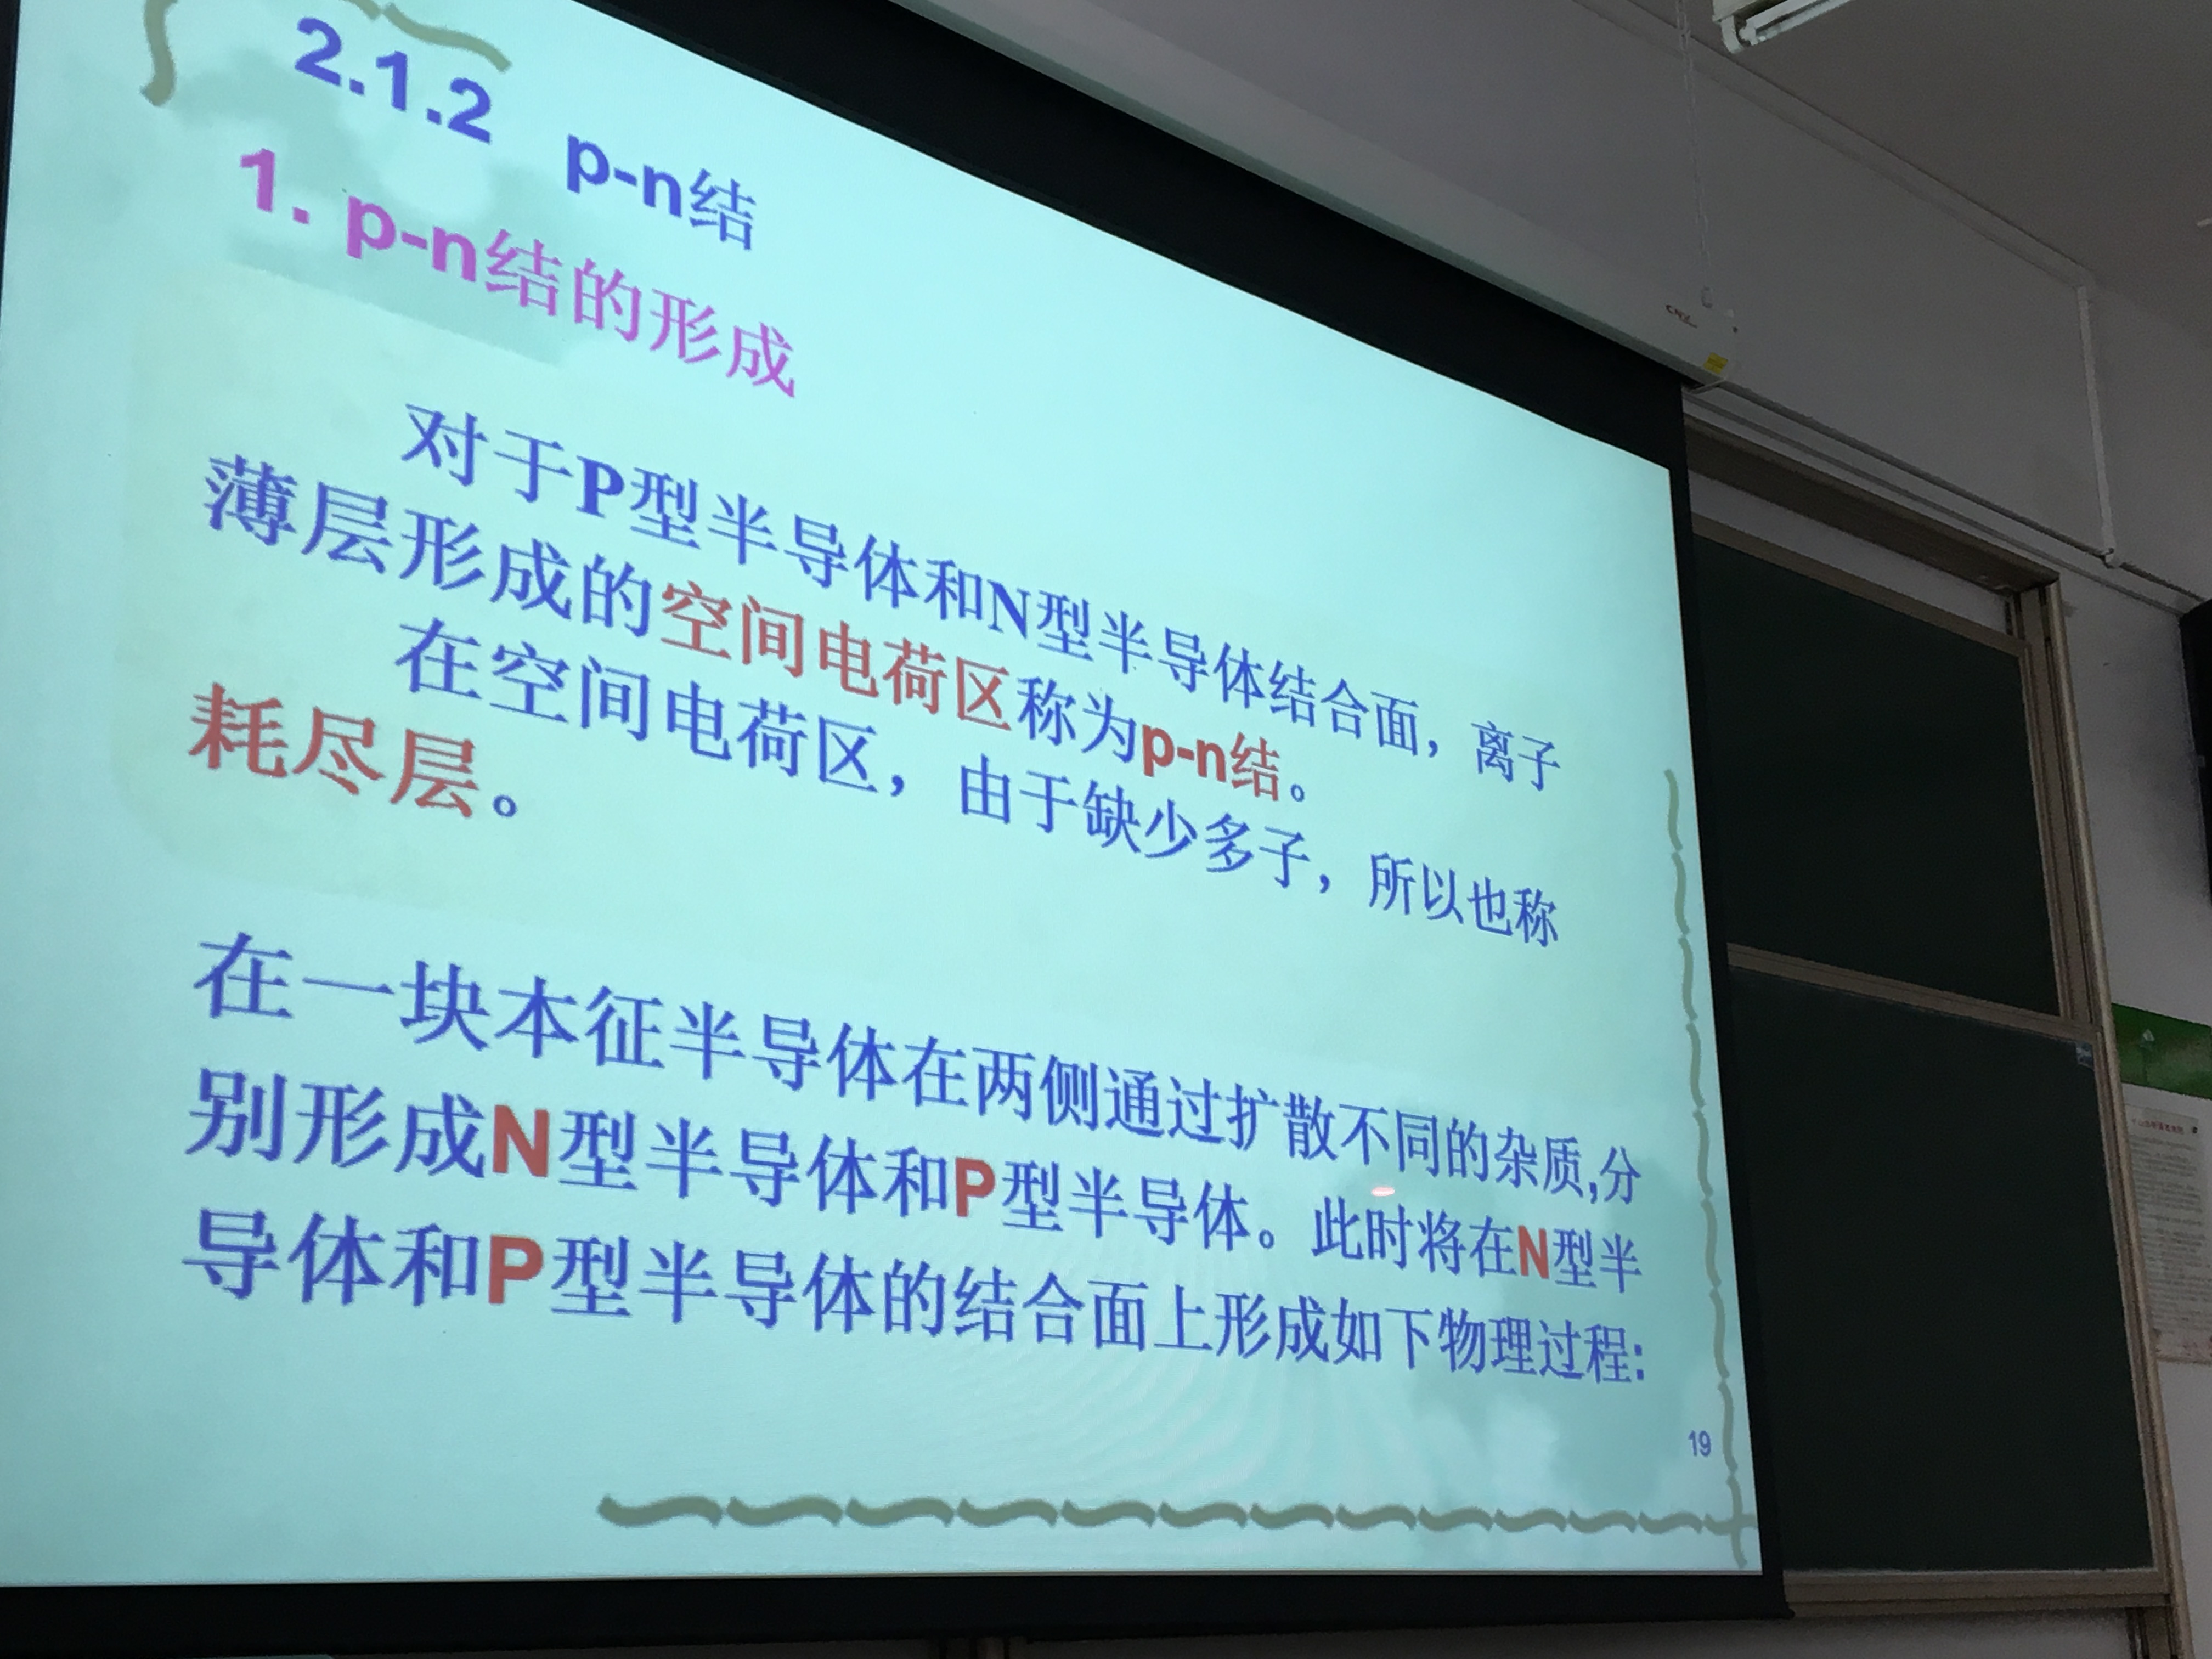 2.1.2 p-n结
1. p-n结的形成
对于P型半导体和N型半导体结合面，离子
薄层形成的空间电荷区称为p-n结。
在空间电荷区，由于缺少多子，所以也称
耗尽层。
在一块本征半导体在两侧通过扩散不同的杂质,分
别形成N型半导体和P型半导体。此时将在N型半
导体和P型半导体的结合面上形成如下物理过程:
19